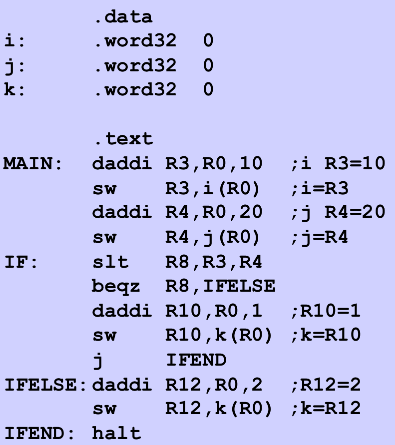 .data
i: .word32 0
j: .word32 0
k: .word32 0
.text
MAIN: daddi R3,R0,10 ;i R3=10
sw R3,i(R0) ;i=R3
daddi R4,R0,20 ;j R4=20
sw R4,j(R0) ;j=R4
IF: slt R8,R3,R4
beqz R8,IFELSE
daddi R10,R0,1 ;R10=1
sw R10,k(R0) ;k=R10
j IFEND
IFELSE: daddi R12,R0,2 ;R12=2
sw R12,k(R0) ;k=R12
IFEND: halt